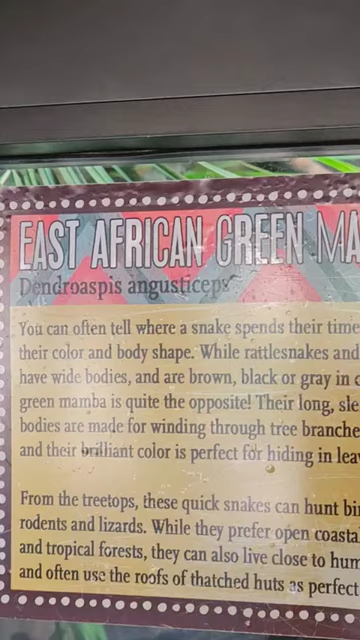 EAST AFRICAN GREEN MA
Dendroaspis angusticeps
You can often tell where a snake spends their time
their color and body shape. While rattlesnakes and
have wide bodies, and are brown, black or gray in c
green mamba is quite the opposite! Their long, sle
bodies are made for winding through tree branche
and their brilliant color is perfect for hiding in leav
From the treetops, these quick snakes can hunt bir
rodents and lizards. While they prefer open coasta
and tropical forests, they can also live close to hum
and often use the roofs of thatched huts as perfect